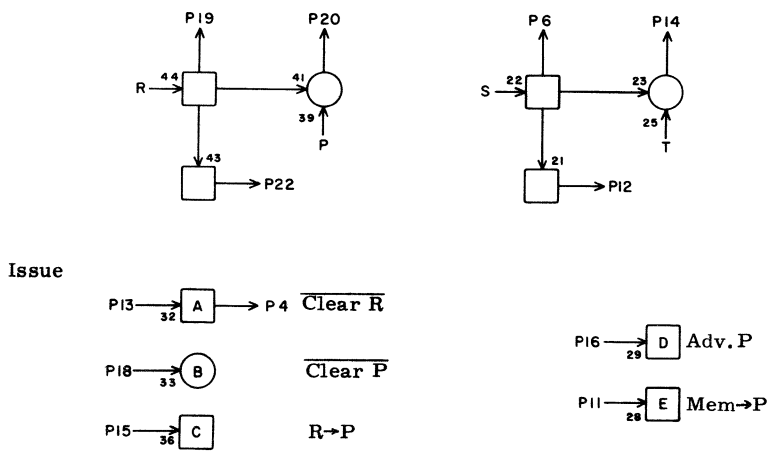 P19 P20 P6 P14
44 41 22 23
R S
39 25
P T
43 21
P22 P12
Issue
P13 A P4 Clear R
32
P16 D Adv. P
29
P18 B Clear P
33
P11 E Mem→P
28
P15 C R→P
36